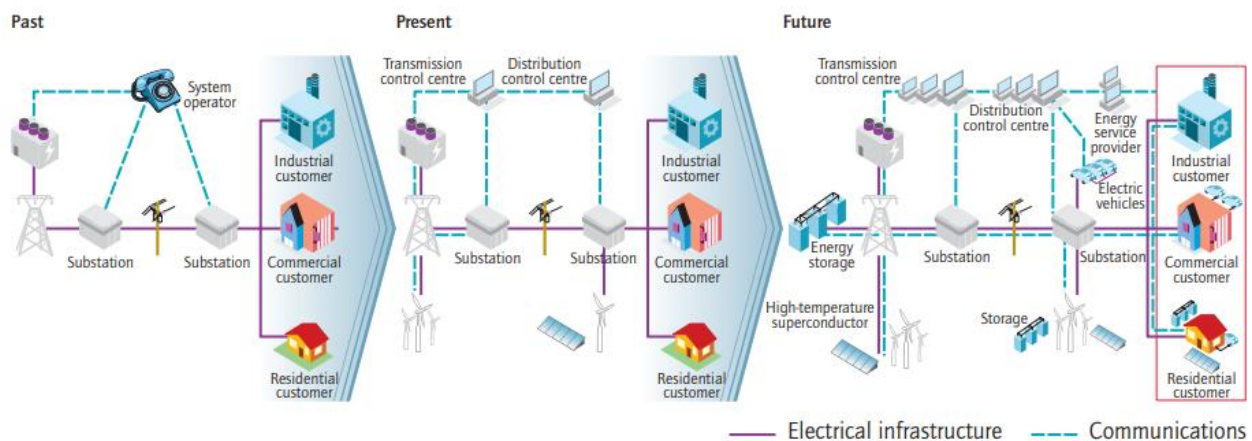 Past
System
operator
Substation
Substation
Industrial
customer
Commercial
customer
Residential
customer
Present
Transmission
control centre
Distribution
control centre
Substation
Substation
Industrial
customer
Commercial
customer
Residential
customer
Future
Transmission
control centre
Distribution
control centre
Energy
service
provider
Electric
vehicles
Energy
storage
Substation
Substation
High-temperature
superconductor
Storage
Industrial
customer
Commercial
customer
Residential
customer
Electrical infrastructure
Communications